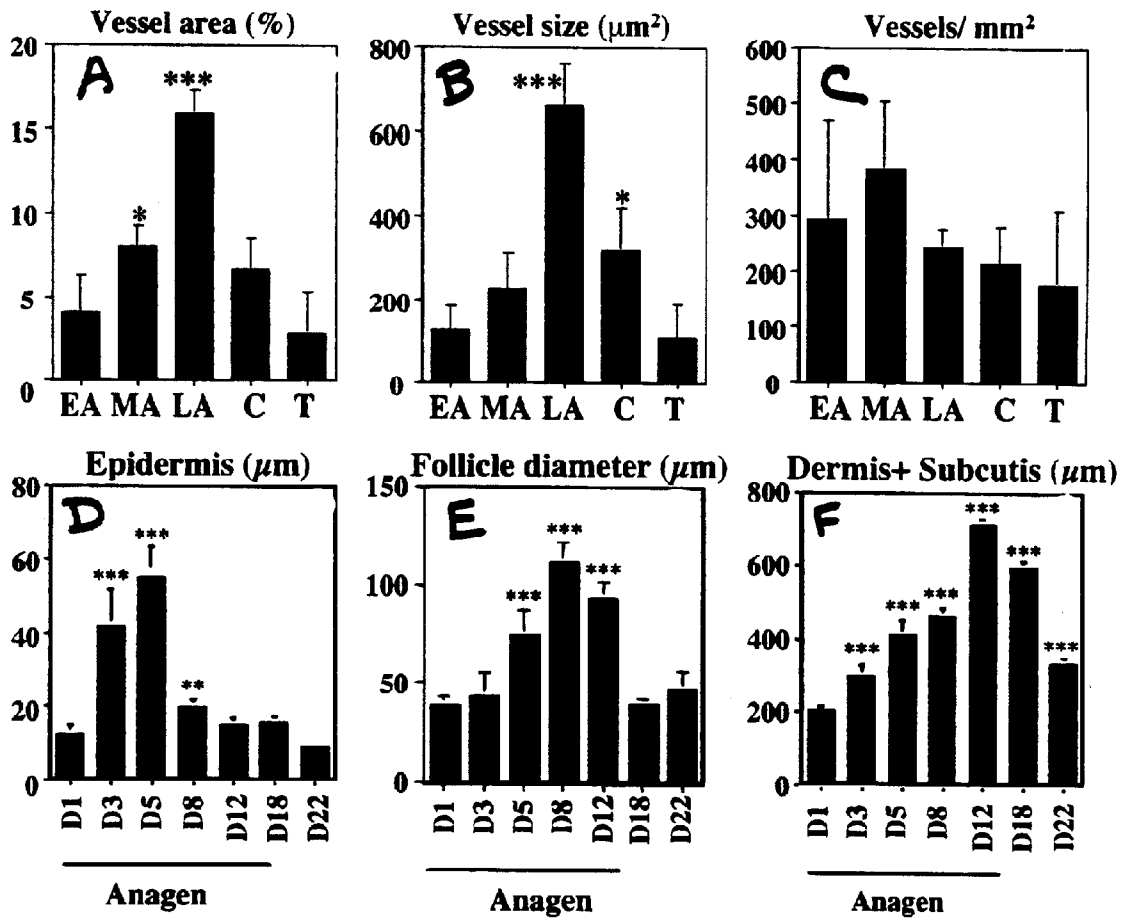 Vessel area (%)
A
20
15
10
5
0
*
***
EA MA LA C T
Vessel size (μm²)
B
800
600
400
200
0
***
*
EA MA LA C T
Vessels/ mm²
C
600
500
400
300
200
100
0
EA MA LA C T
Epidermis (μm)
D
80
60
40
20
0
***
***
**
D1 D3 D5 D8 D12 D18 D22
Anagen
Follicle diameter (μm)
E
150
100
50
0
***
***
***
D1 D3 D5 D8 D12 D18 D22
Anagen
Dermis+ Subcutis (μm)
F
800
600
400
200
0
***
***
***
***
***
***
D1 D3 D5 D8 D12 D18 D22
Anagen